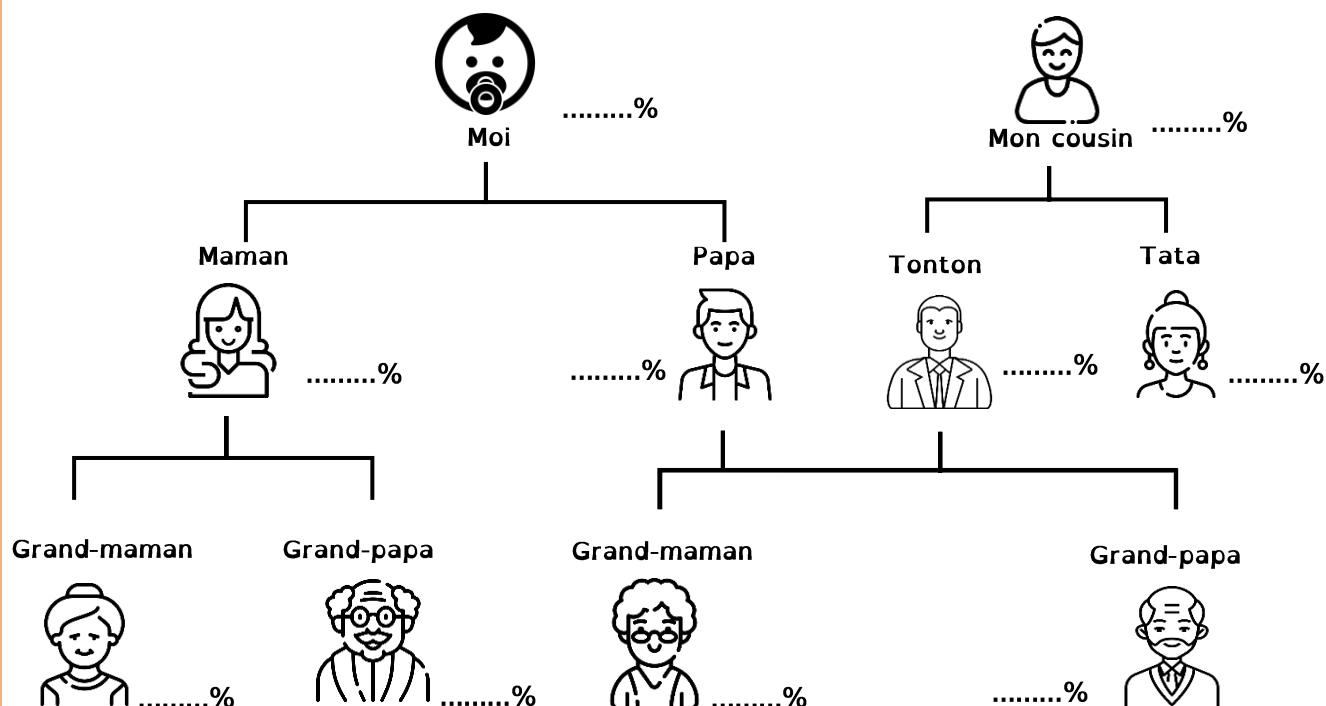 .........%
Moi
.........%
Mon cousin
Maman
Papa
Tonton
Tata
.........%
.........%
.........%
.........%
Grand-maman
Grand-papa
Grand-maman
Grand-papa
.........%
.........%
.........%
.........%